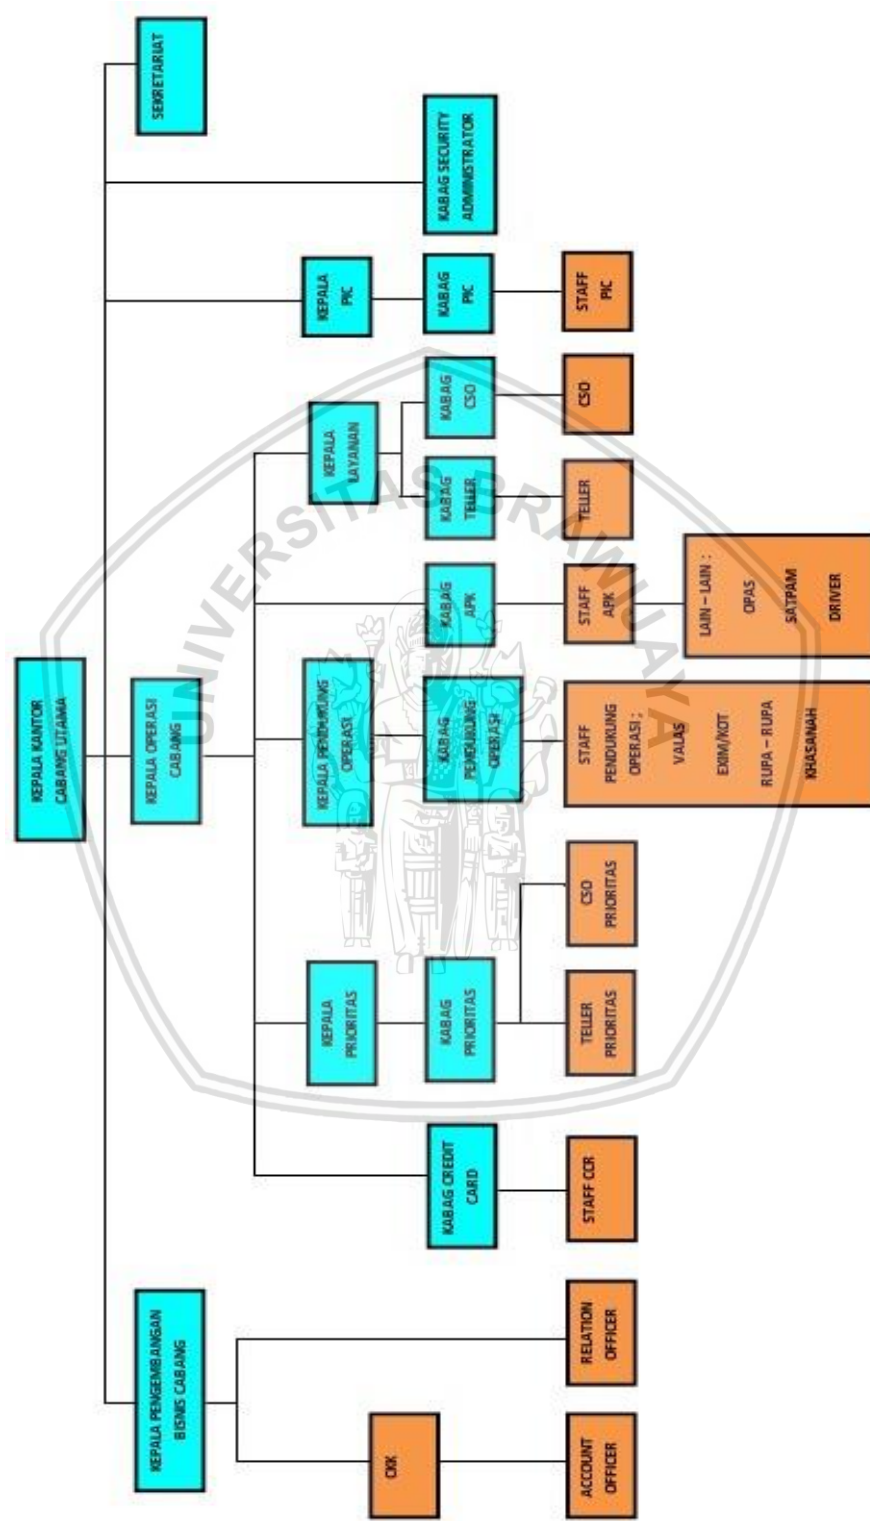 KEPALA KANTOR
CABANG UTAMA
KEPALA PENGEMBANGAN
BISNIS CABANG
KEPALA OPERASI
CABANG
SEKRETARIAT
KEPALA
PRIORITAS
KEPALA PENDUKUNG
OPERASI
KEPALA
LAYANAN
KEPALA
PIC
CKK
KABAG CREDIT
CARD
KABAG
PRIORITAS
KABAG
PENDUKUNG
OPERASI
KABAG
APK
KABAG
TELLER
KABAG
CSO
KABAG
PIC
KABAG SECURITY
ADMINISTRATOR
ACCOUNT
OFFICER
RELATION
OFFICER
STAFF CCR
TELLER
PRIORITAS
CSO
PRIORITAS
STAFF
PENDUKUNG
OPERASI ;
VALAS
EXIM/KOT
RUPA – RUPA
KHASANAH
STAFF
APK
TELLER
CSO
STAFF
PIC
LAIN – LAIN :
OPAS
SATPAM
DRIVER
UNIVERSITAS BRAWIJAYA